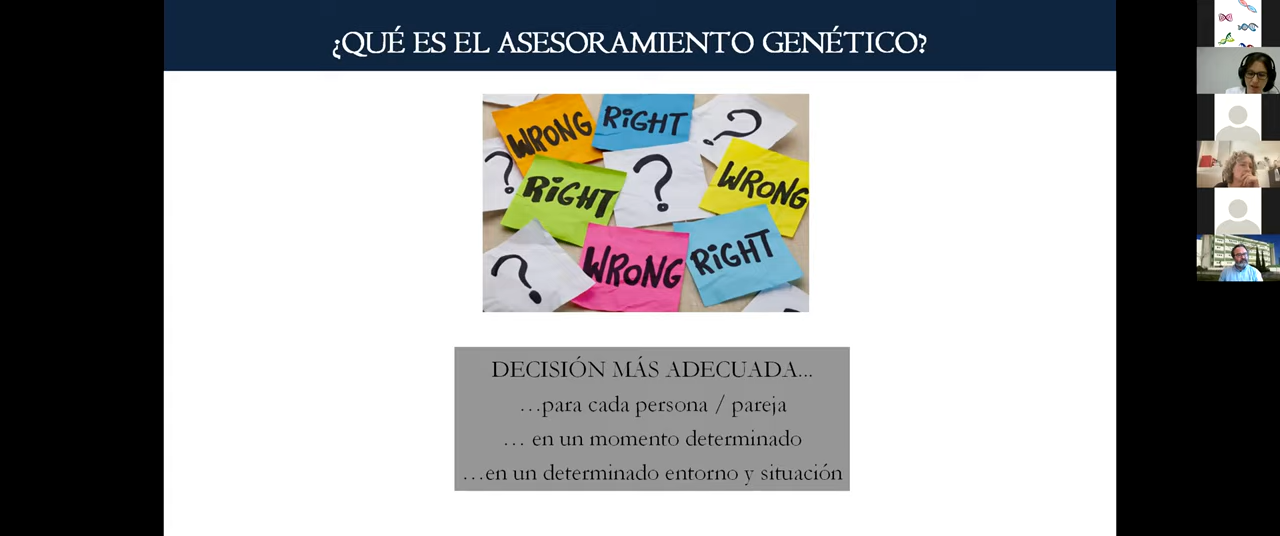 ¿QUÉ ES EL ASESORAMIENTO GENÉTICO?
WRONG
RiGHT
?
?
RiGHT
?
WRONG
?
WRONG
RiGHT
DECISIÓN MÁS ADECUADA...
...para cada persona / pareja
... en un momento determinado
...en un determinado entorno y situación